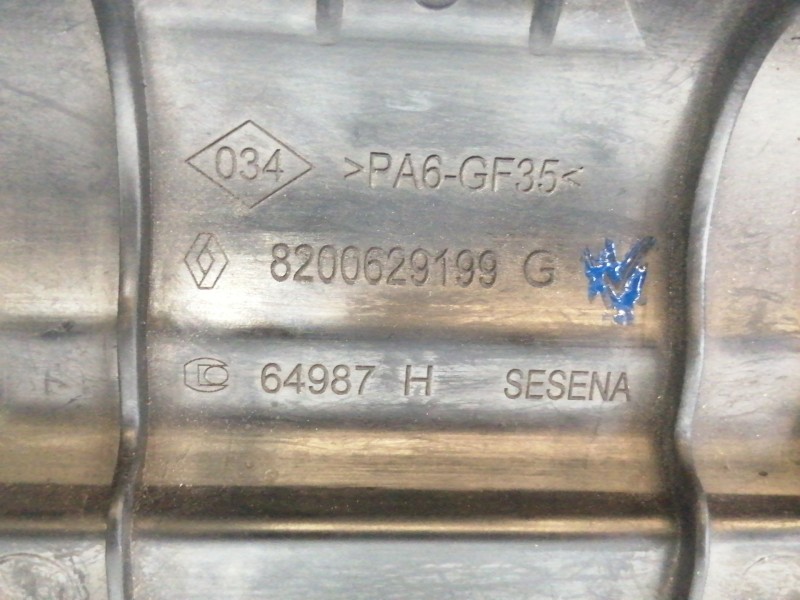 034 >PA6-GF35<
8200629199 G
64987 H SESENA